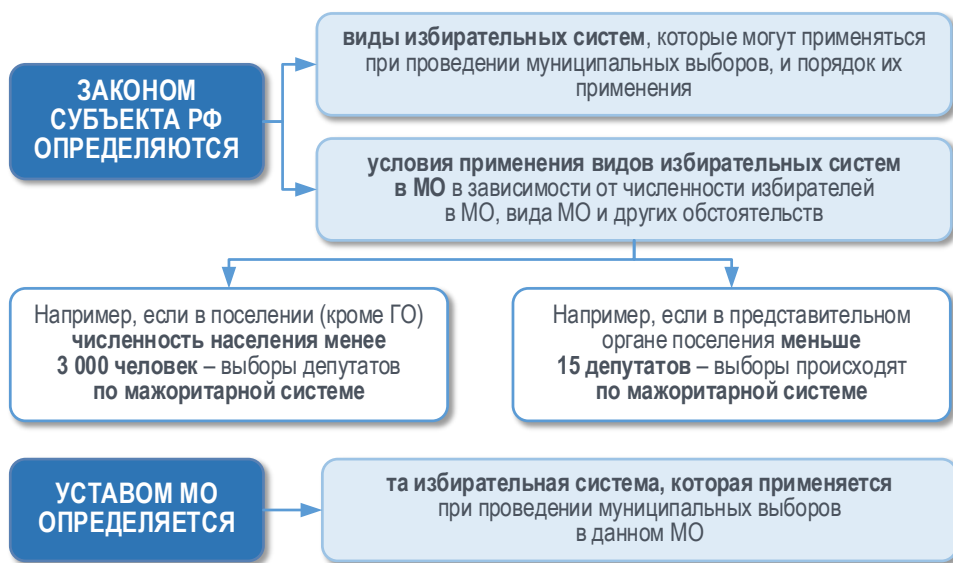 ЗАКОНОМ
СУБЪЕКТА РФ
ОПРЕДЕЛЯЮТСЯ
виды избирательных систем, которые могут применяться
при проведении муниципальных выборов, и порядок их
применения
условия применения видов избирательных систем
в МО в зависимости от численности избирателей
в МО, вида МО и других обстоятельств
Например, если в поселении (кроме ГО)
численность населения менее
3 000 человек – выборы депутатов
по мажоритарной системе
Например, если в представительном
органе поселения меньше
15 депутатов – выборы происходят
по мажоритарной системе
УСТАВОМ МО
ОПРЕДЕЛЯЕТСЯ
та избирательная система, которая применяется
при проведении муниципальных выборов
в данном МО